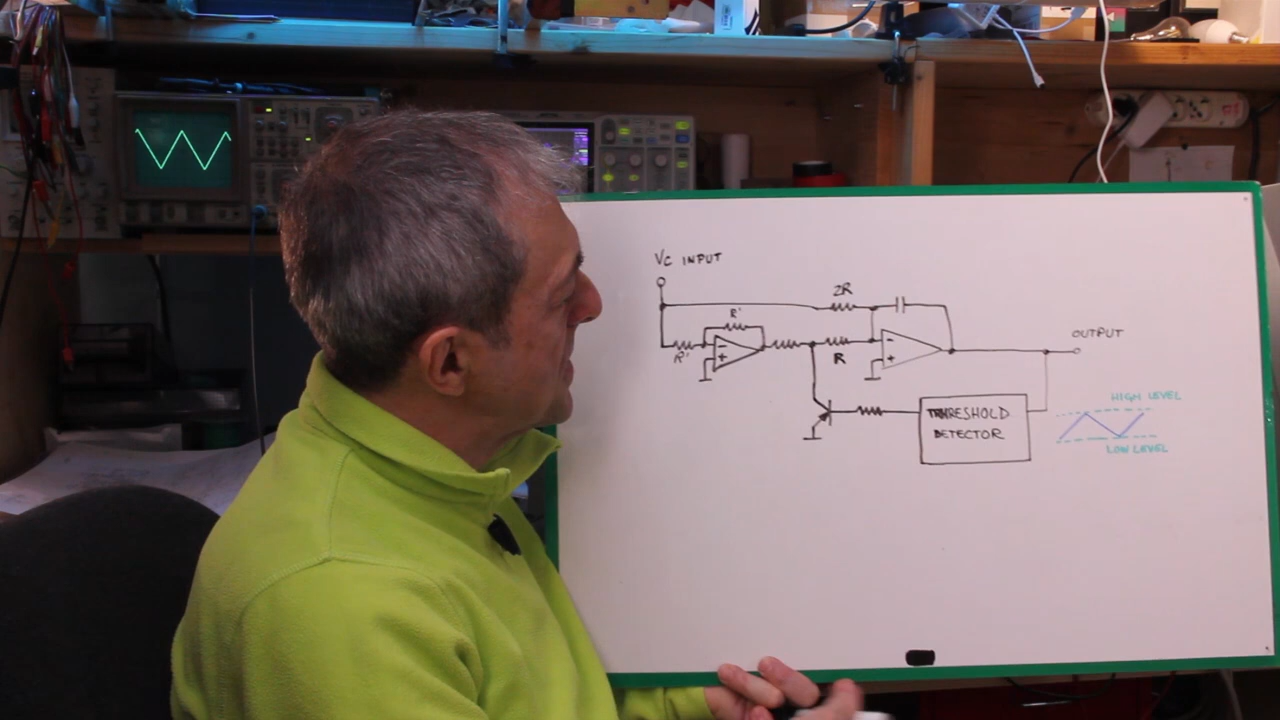 Vc INPUT
2R
R'
R'
R
OUTPUT
THRESHOLD
DETECTOR
HIGH LEVEL
LOW LEVEL